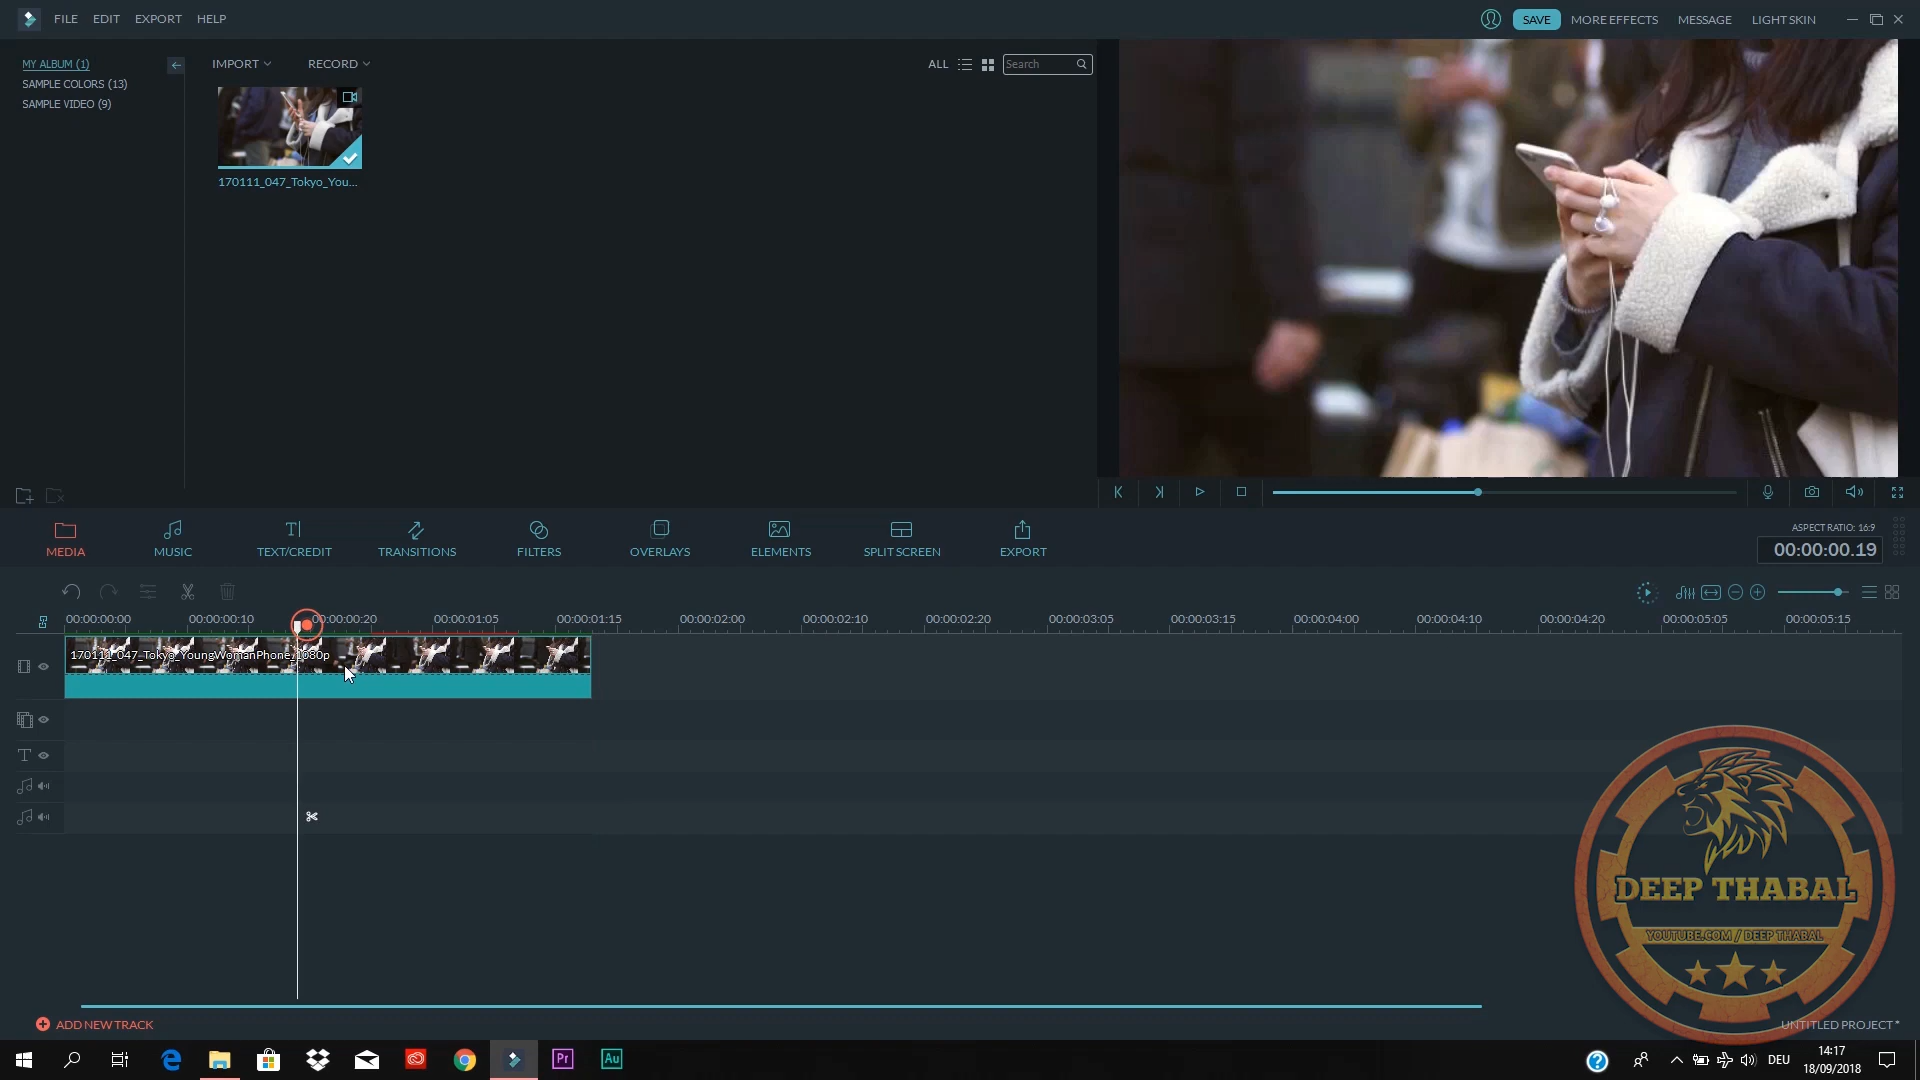 FILE EDIT EXPORT HELP
SAVE MORE EFFECTS MESSAGE LIGHT SKIN
MY ALBUM (1)
SAMPLE COLORS (13)
SAMPLE VIDEO (9)
IMPORT RECORD ALL Search
170111_047_Tokyo_You...
MEDIA MUSIC TEXT/CREDIT TRANSITIONS FILTERS OVERLAYS ELEMENTS SPLIT SCREEN EXPORT
ASPECT RATIO: 16:9
00:00:00.19
00:00:00:00 00:00:00:10 00:00:00:20 00:00:01:05 00:00:01:15 00:00:02:00 00:00:02:10 00:00:02:20 00:00:03:05 00:00:03:15 00:00:04:00 00:00:04:10 00:00:04:20 00:00:05:05 00:00:05:15
170111_047_Tokyo_YoungWomanPhone_1080p
T
DEEP THABAL
YOUTUBE.COM / DEEP THABAL
ADD NEW TRACK
UNTITLED PROJECT*
Pr Au
DEU
14:17
18/09/2018